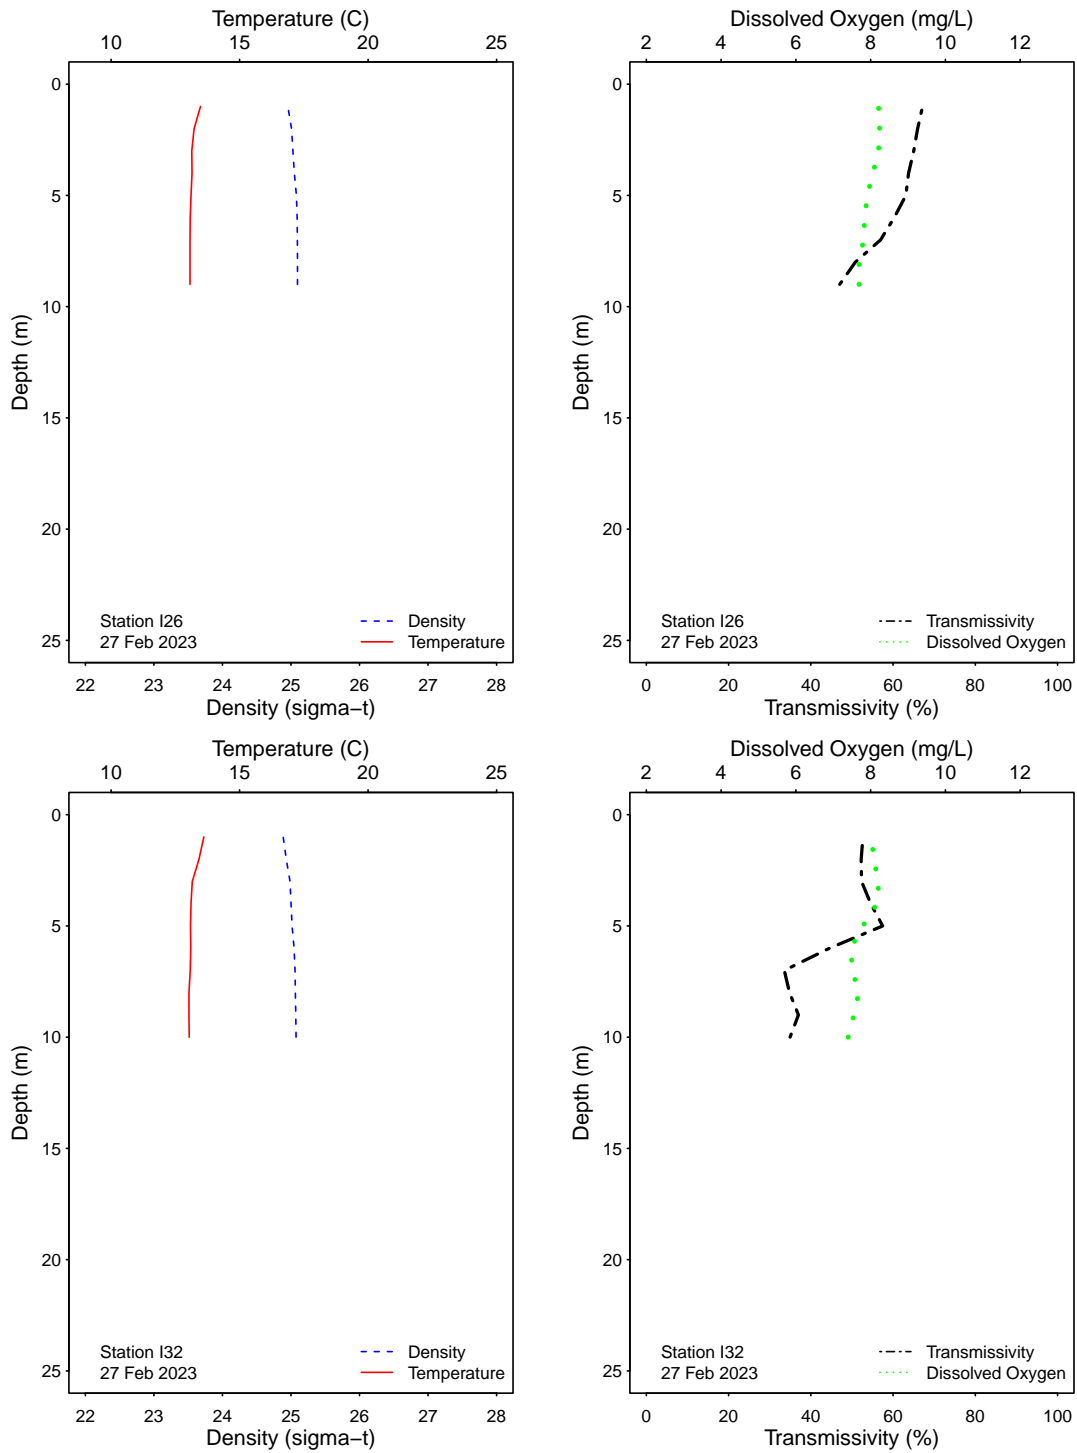 Temperature (C)
10 15 20 25
0
5
10
15
20
25
Depth (m)
Station I26
27 Feb 2023
Density
Temperature
22 23 24 25 26 27 28
Density (sigma−t)
Dissolved Oxygen (mg/L)
2 4 6 8 10 12
0
5
10
15
20
25
Depth (m)
Station I26
27 Feb 2023
Transmissivity
Dissolved Oxygen
0 20 40 60 80 100
Transmissivity (%)
Temperature (C)
10 15 20 25
0
5
10
15
20
25
Depth (m)
Station I32
27 Feb 2023
Density
Temperature
22 23 24 25 26 27 28
Density (sigma−t)
Dissolved Oxygen (mg/L)
2 4 6 8 10 12
0
5
10
15
20
25
Depth (m)
Station I32
27 Feb 2023
Transmissivity
Dissolved Oxygen
0 20 40 60 80 100
Transmissivity (%)